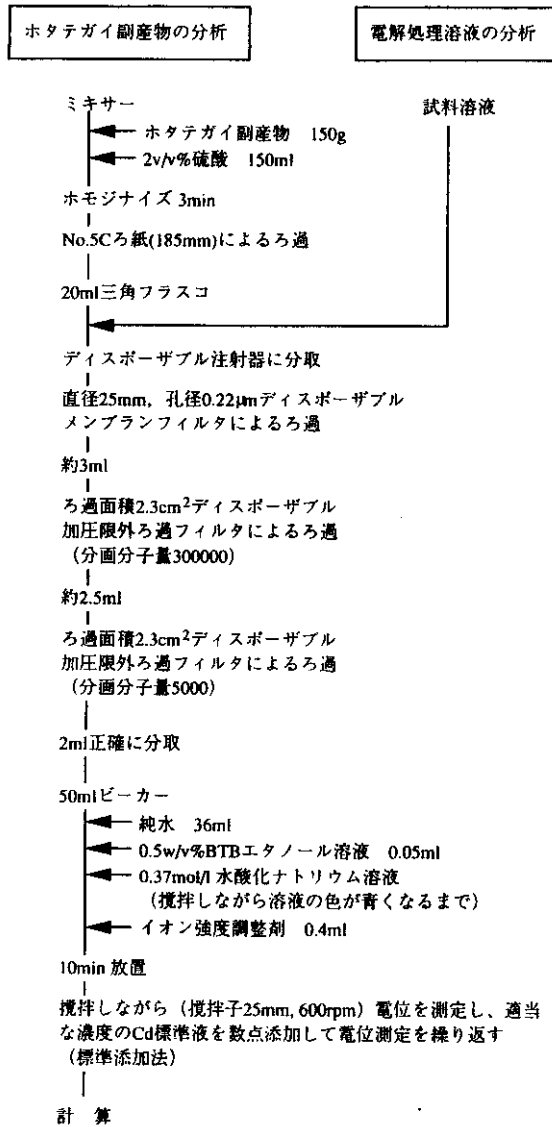 ホタテガイ副産物の分析
電解処理溶液の分析
ミキサー
試料溶液
ホタテガイ副産物 150g
2v/v%硫酸 150ml
ホモジナイズ 3min
No.5Cろ紙(185mm)によるろ過
20ml三角フラスコ
ディスポーザブル注射器に分取
直径25mm，孔径0.22μmディスポーザブル
メンブランフィルタによるろ過
約3ml
ろ過面積2.3cm²ディスポーザブル
加圧限外ろ過フィルタによるろ過
（分画分子量300000）
約2.5ml
ろ過面積2.3cm²ディスポーザブル
加圧限外ろ過フィルタによるろ過
（分画分子量5000）
2ml正確に分取
50mlビーカー
純水 36ml
0.5w/v%BTBエタノール溶液 0.05ml
0.37mol/l 水酸化ナトリウム溶液
（攪拌しながら溶液の色が青くなるまで）
イオン強度調整剤 0.4ml
10min 放置
攪拌しながら（攪拌子25mm, 600rpm）電位を測定し、適当
な濃度のCd標準液を数点添加して電位測定を繰り返す
（標準添加法）
計 算